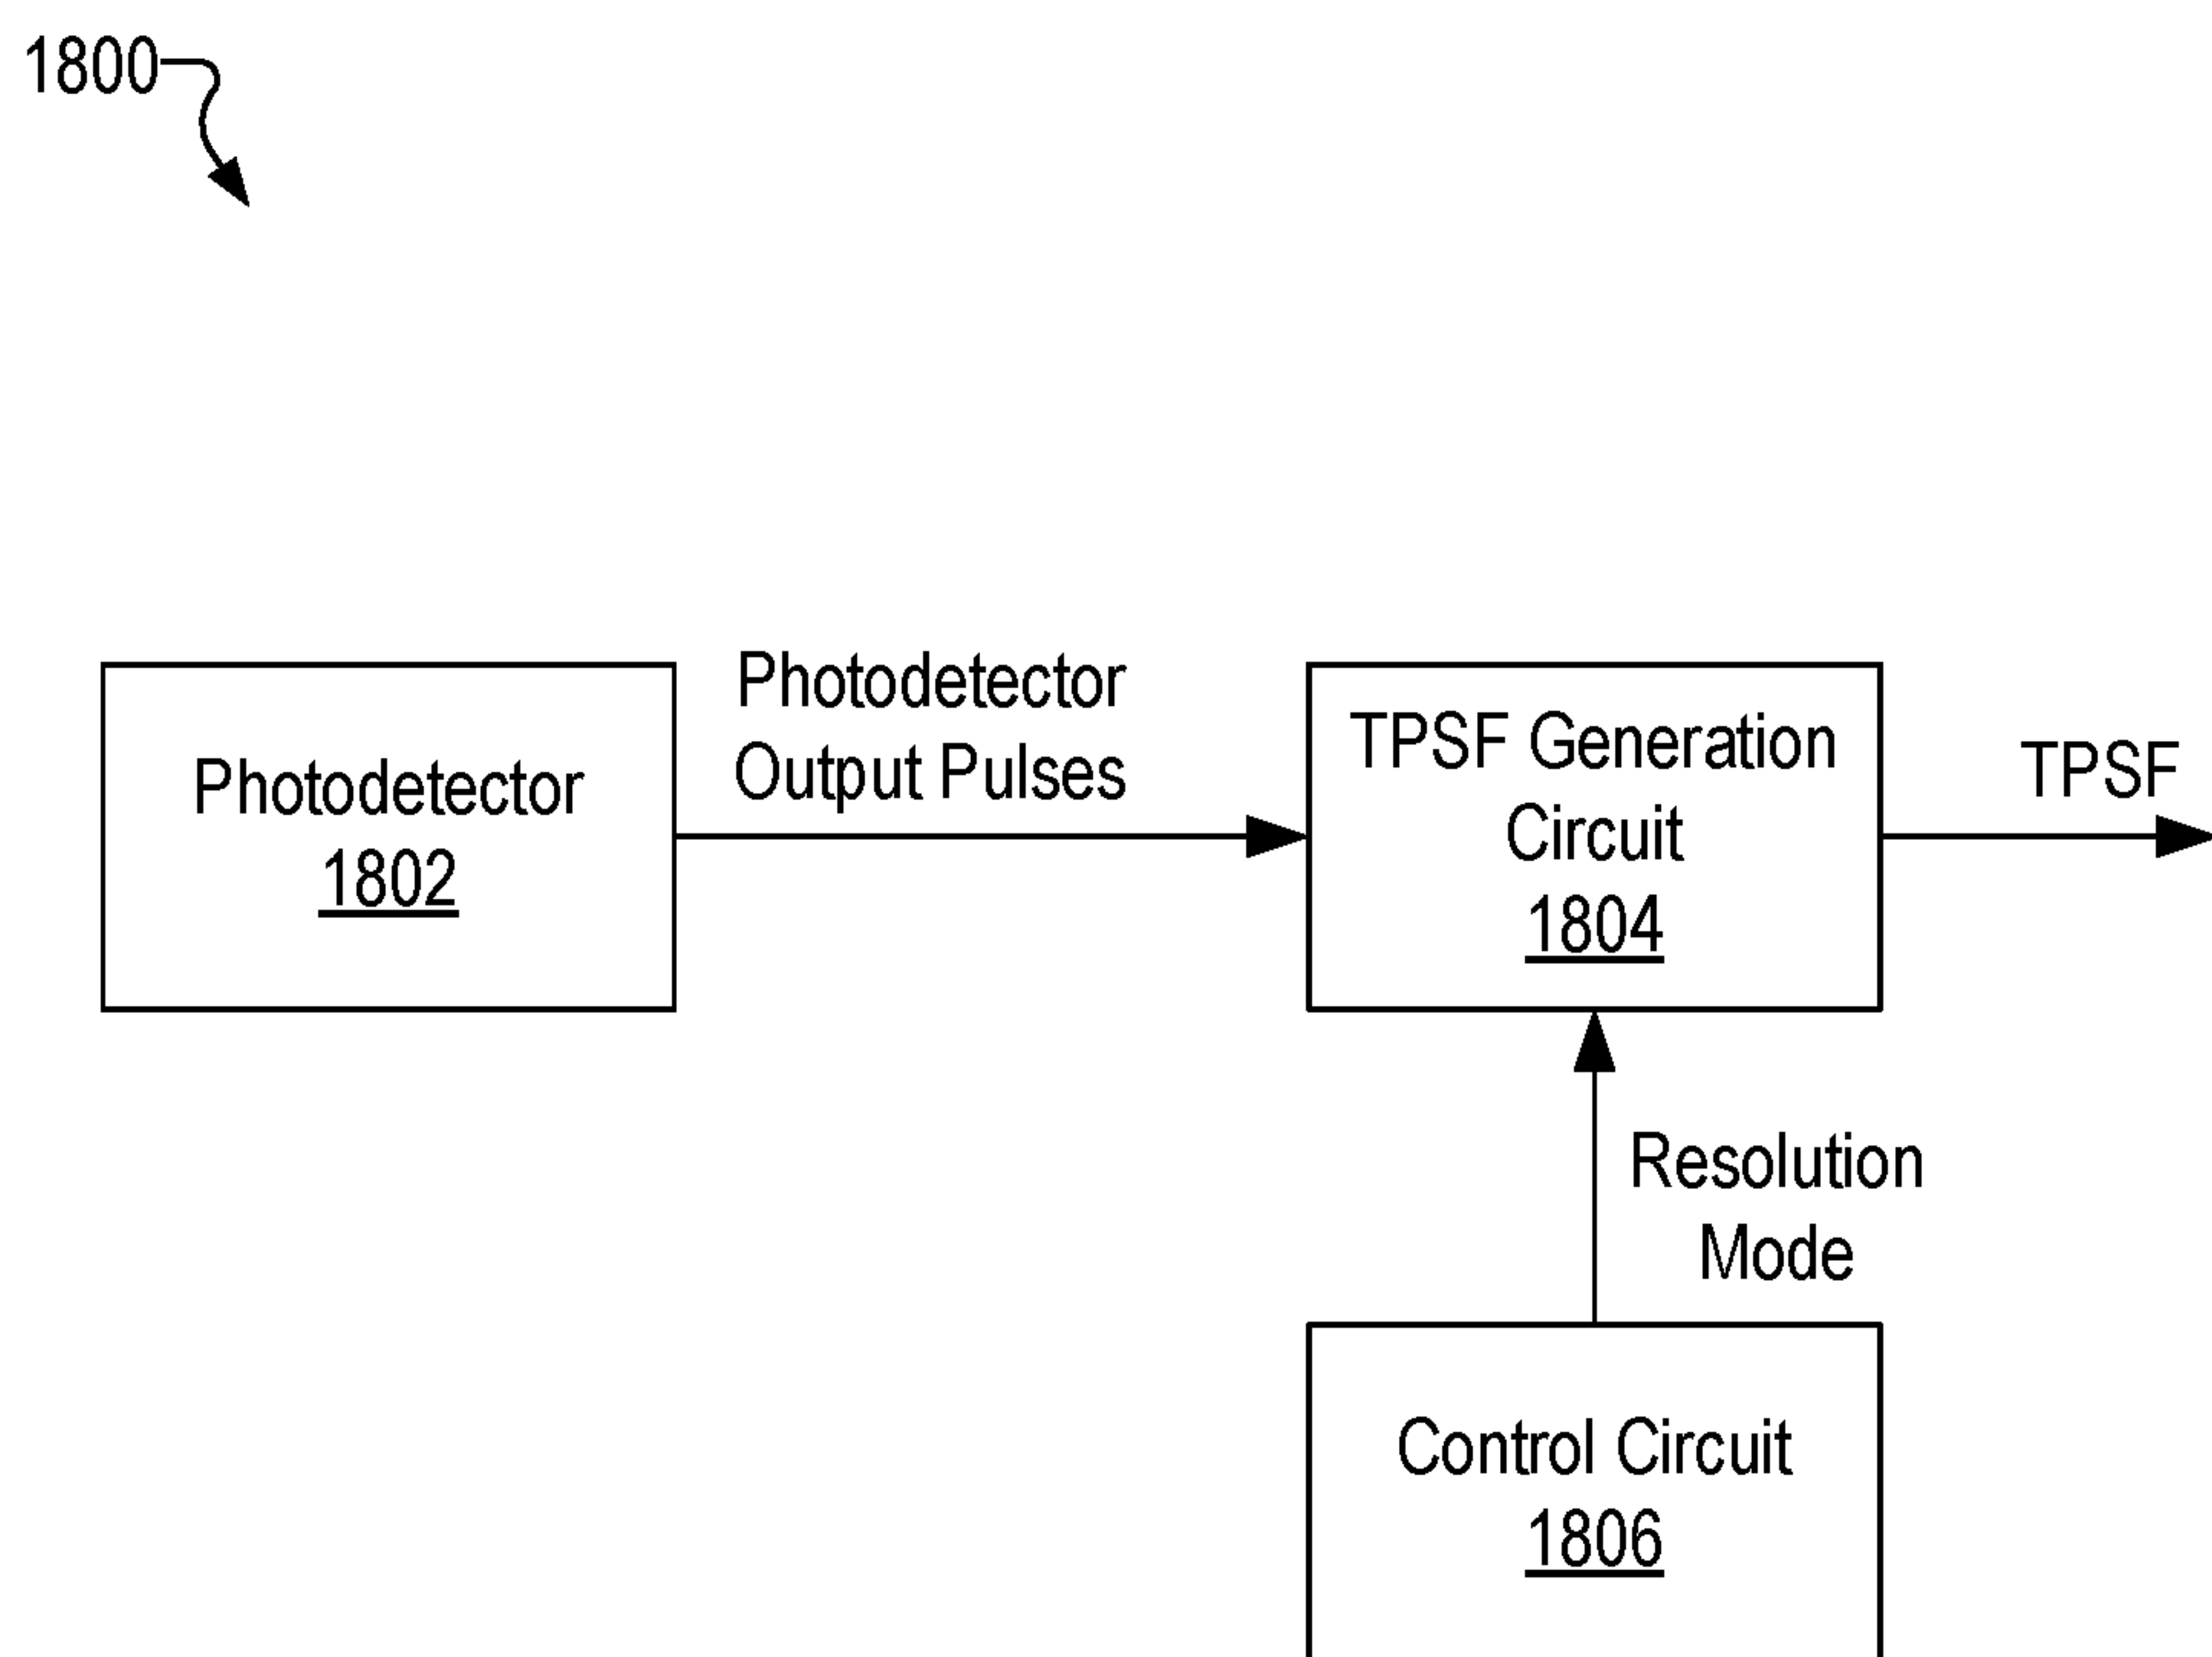 1800
Photodetector
1802
Photodetector
Output Pulses
TPSF Generation
Circuit
1804
TPSF
Resolution
Mode
Control Circuit
1806